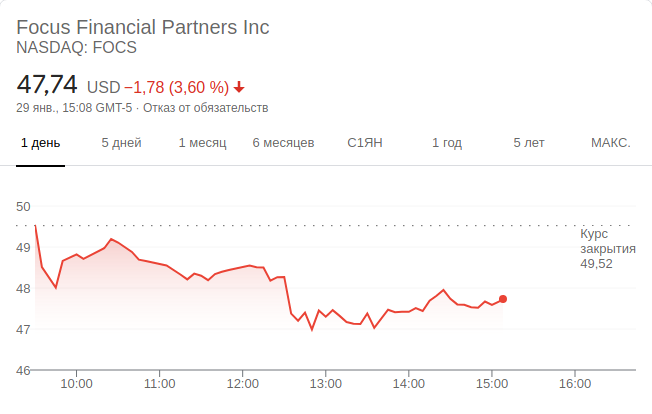 Focus Financial Partners Inc
NASDAQ: FOCS
47,74 USD −1,78 (3,60 %)
29 янв., 15:08 GMT-5 · Отказ от обязательств
1 день 5 дней 1 месяц 6 месяцев С1ЯН 1 год 5 лет МАКС.
50
Курс
закрытия
49,52
49
48
47
46
10:00 11:00 12:00 13:00 14:00 15:00 16:00